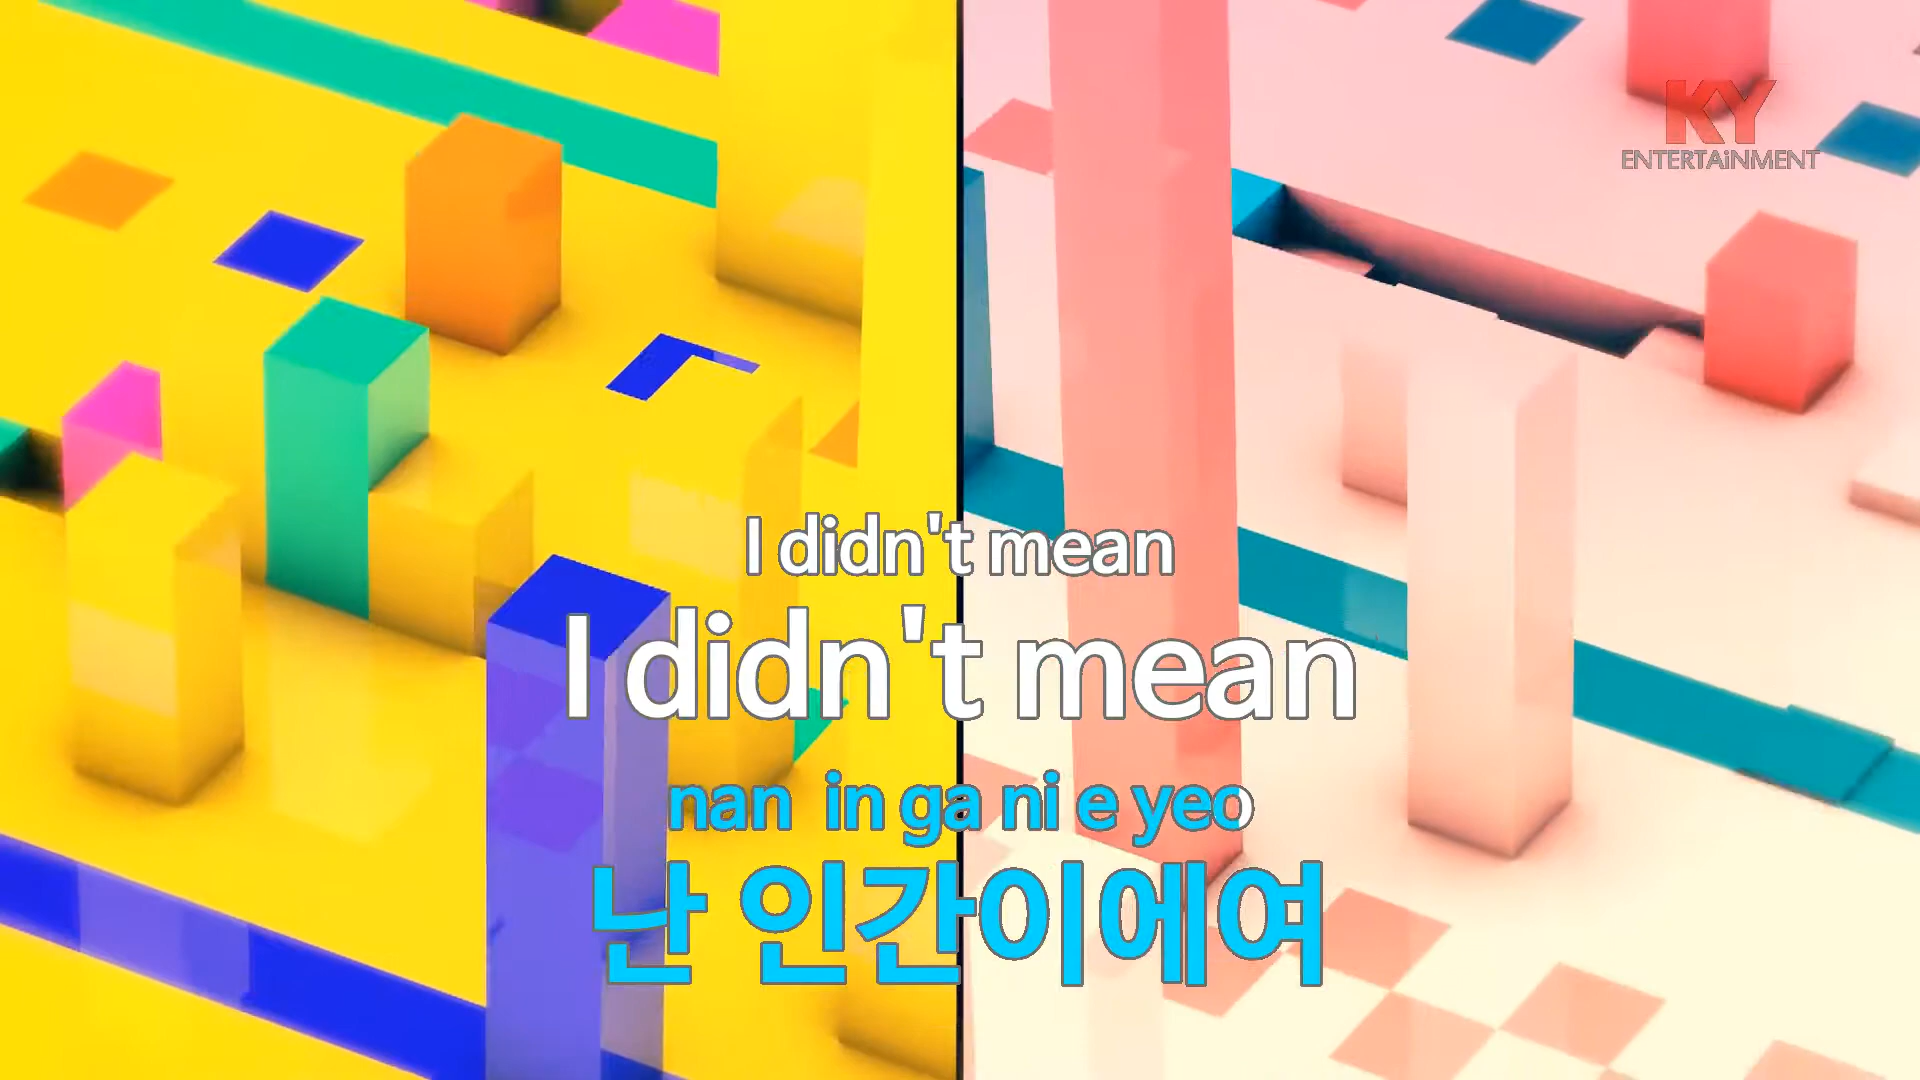 KY
ENTERTAiNMENT
I didn't mean
I didn't mean
nan in ga ni e yeo
난 인간이에여